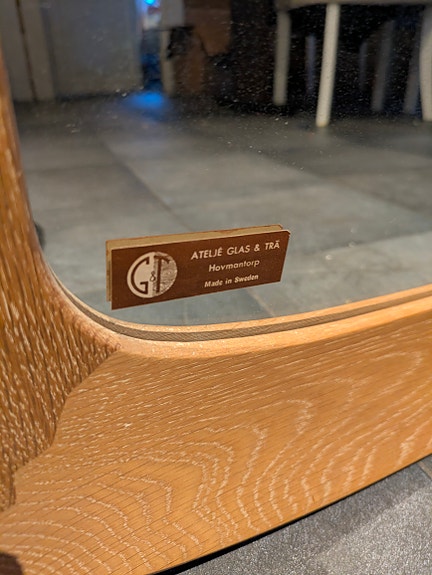 G&T
ATELJÉ GLAS & TRÄ
Hovmantorp
Made in Sweden